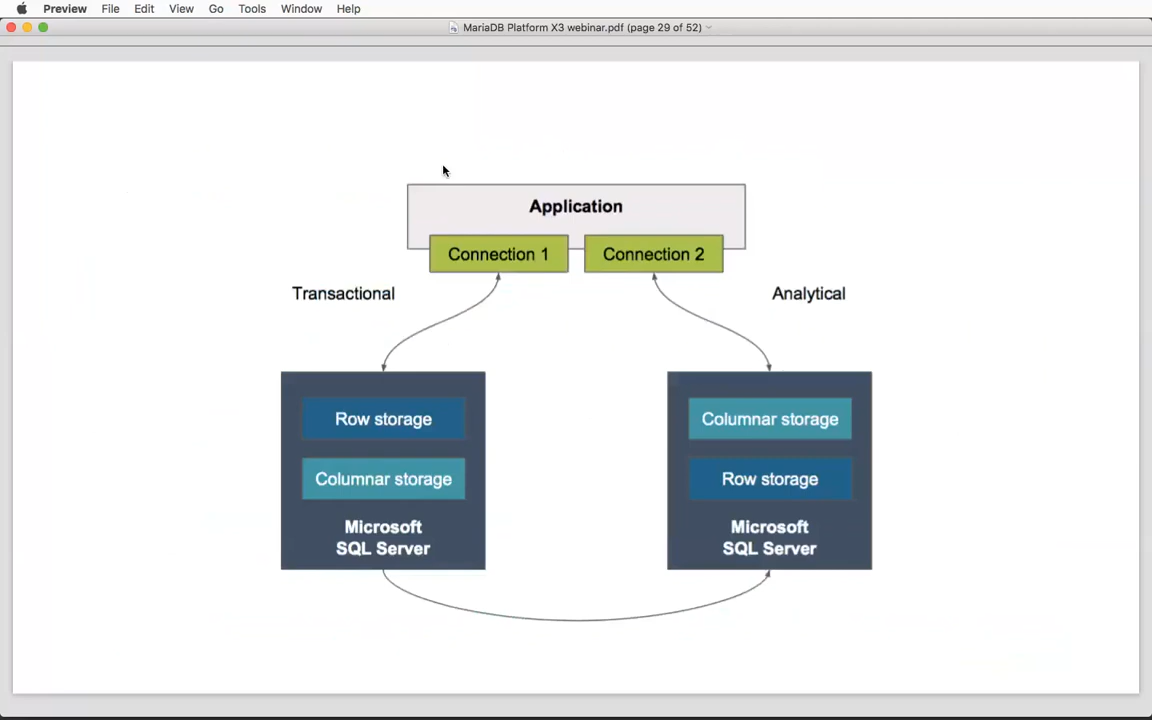 Preview File Edit View Go Tools Window Help
MariaDB Platform X3 webinar.pdf (page 29 of 52)
Application
Connection 1 Connection 2
Transactional Analytical
Row storage Columnar storage
Columnar storage Row storage
Microsoft Microsoft
SQL Server SQL Server